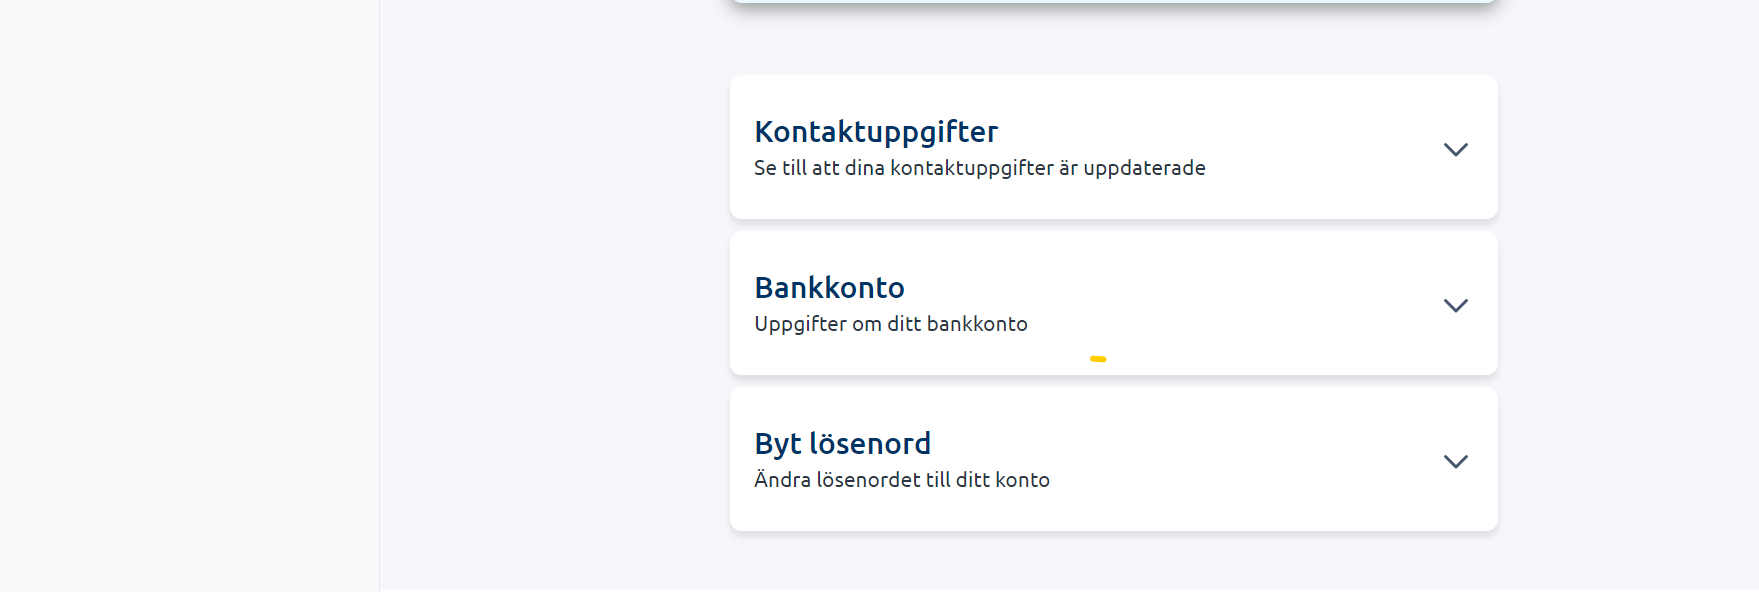 Kontaktuppgifter
Se till att dina kontaktuppgifter är uppdaterade
Bankkonto
Uppgifter om ditt bankkonto
Byt lösenord
Ändra lösenordet till ditt konto